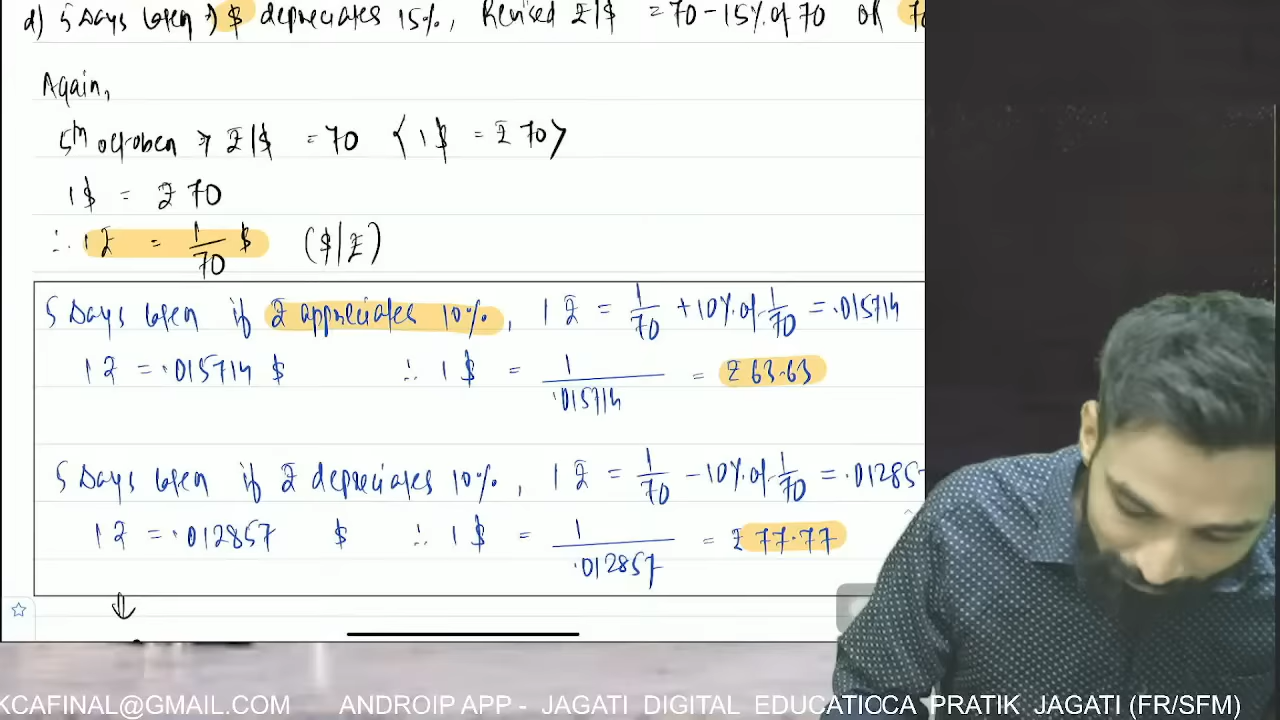 d) 5 Days later → $ depreciates 15%, Revised ₹|$ = 70 - 15% of 70 or 70
Again,
5th October → ₹|$ = 70 {1$ = ₹70}
1$ = ₹ 70
∴ 1₹ = 1/70 $ ($|₹)
5 Days later if ₹ appreciates 10%, 1₹ = 1/70 + 10% of 1/70 = .015714
1₹ = .015714 $ ∴ 1$ = 1/.015714 = ₹ 63.63
5 Days later if ₹ depreciates 10%, 1₹ = 1/70 - 10% of 1/70 = .012857
1₹ = .012857 $ ∴ 1$ = 1/.012857 = ₹ 77.77
KCAFINAL@GMAIL.COM ANDROIP APP - JAGATI DIGITAL EDUCATIOCA PRATIK JAGATI (FR/SFM)